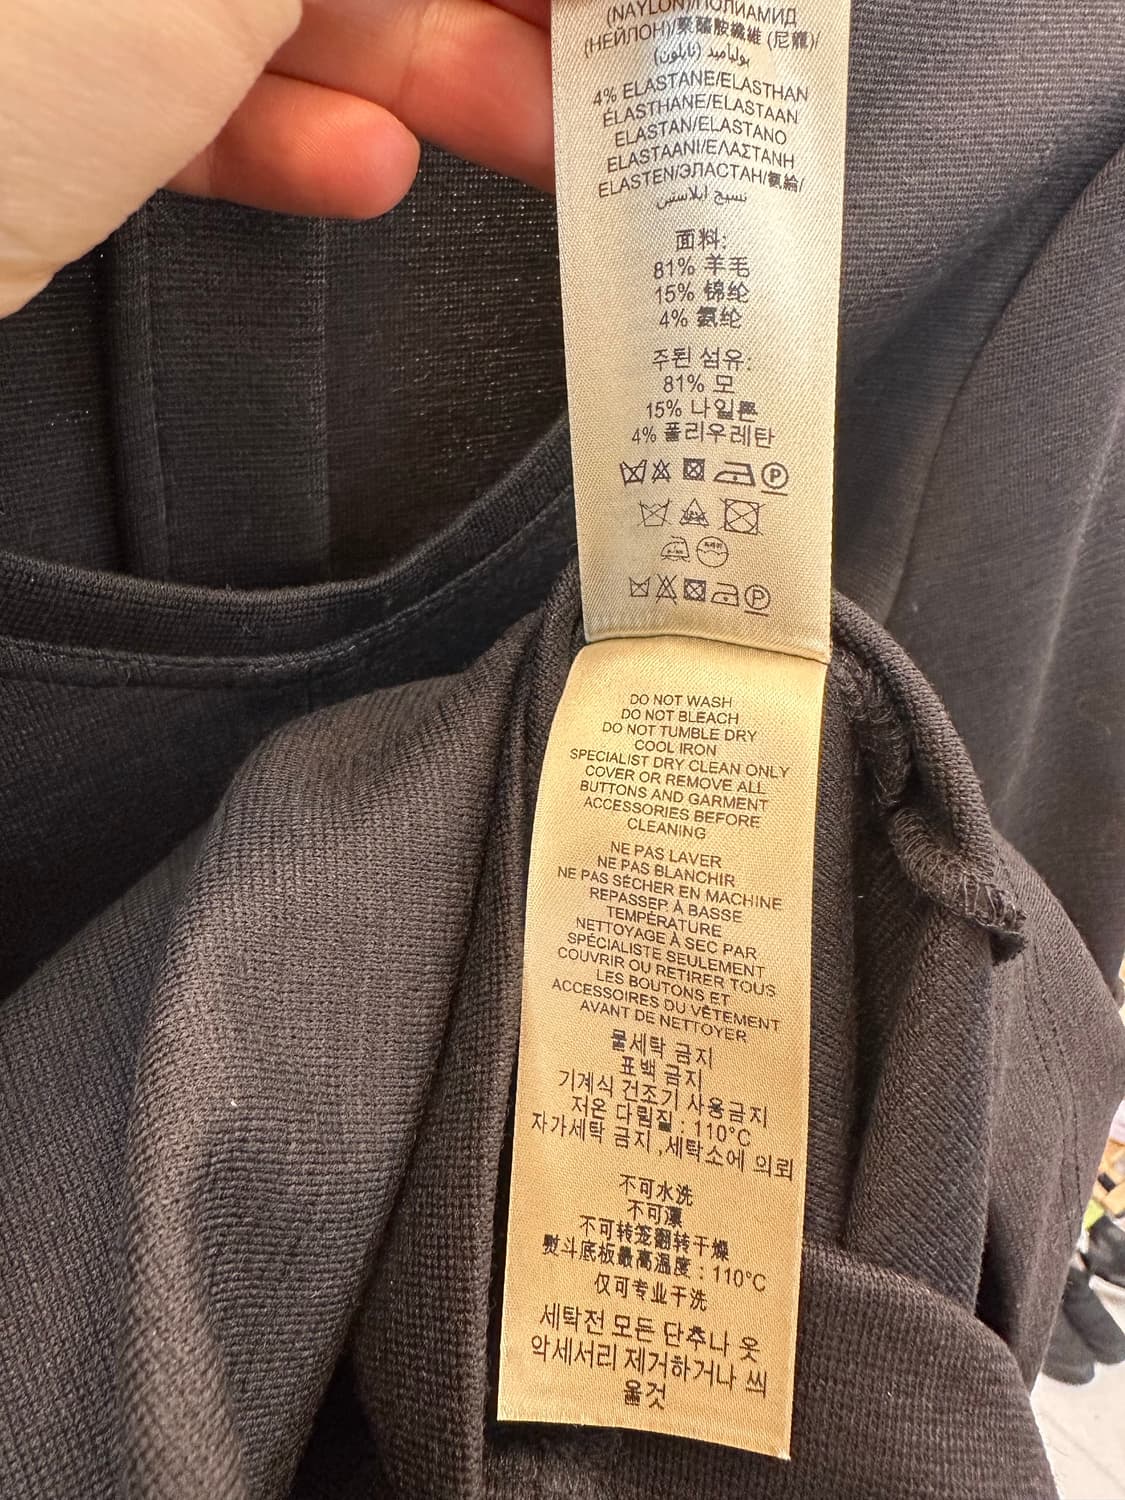 (NAYLON)/ПОЛИАМИД
(НЕЙЛОН)/聚醯胺纖維 (尼龍)/
بولياميد (نايلون)
4% ELASTANE/ELASTHAN
ÉLASTHANE/ELASTAAN
ELASTAN/ELASTANO
ELASTAANI/ΕΛΑΣΤΑΝΗ
ELASTEN/ЭЛАСТАН/氨綸/
نسيج ايلاستين
面料:
81% 羊毛
15% 锦纶
4% 氨纶
주된 섬유:
81% 모
15% 나일론
4% 폴리우레탄
P
P
DO NOT WASH
DO NOT BLEACH
DO NOT TUMBLE DRY
COOL IRON
SPECIALIST DRY CLEAN ONLY
COVER OR REMOVE ALL
BUTTONS AND GARMENT
ACCESSORIES BEFORE
CLEANING
NE PAS LAVER
NE PAS BLANCHIR
NE PAS SÉCHER EN MACHINE
REPASSEP À BASSE
TEMPÉRATURE
NETTOYAGE À SEC PAR
SPÉCIALISTE SEULEMENT
COUVRIR OU RETIRER TOUS
LES BOUTONS ET
ACCESSOIRES DU VÊTEMENT
AVANT DE NETTOYER
물세탁 금지
표백 금지
기계식 건조기 사용금지
저온 다림질 : 110°C
자가세탁 금지 ,세탁소에 의뢰
不可水洗
不可漂
不可转笼翻转干燥
熨斗底板最高温度 : 110°C
仅可专业干洗
세탁전 모든 단추나 옷
악세서리 제거하거나 씌
울것